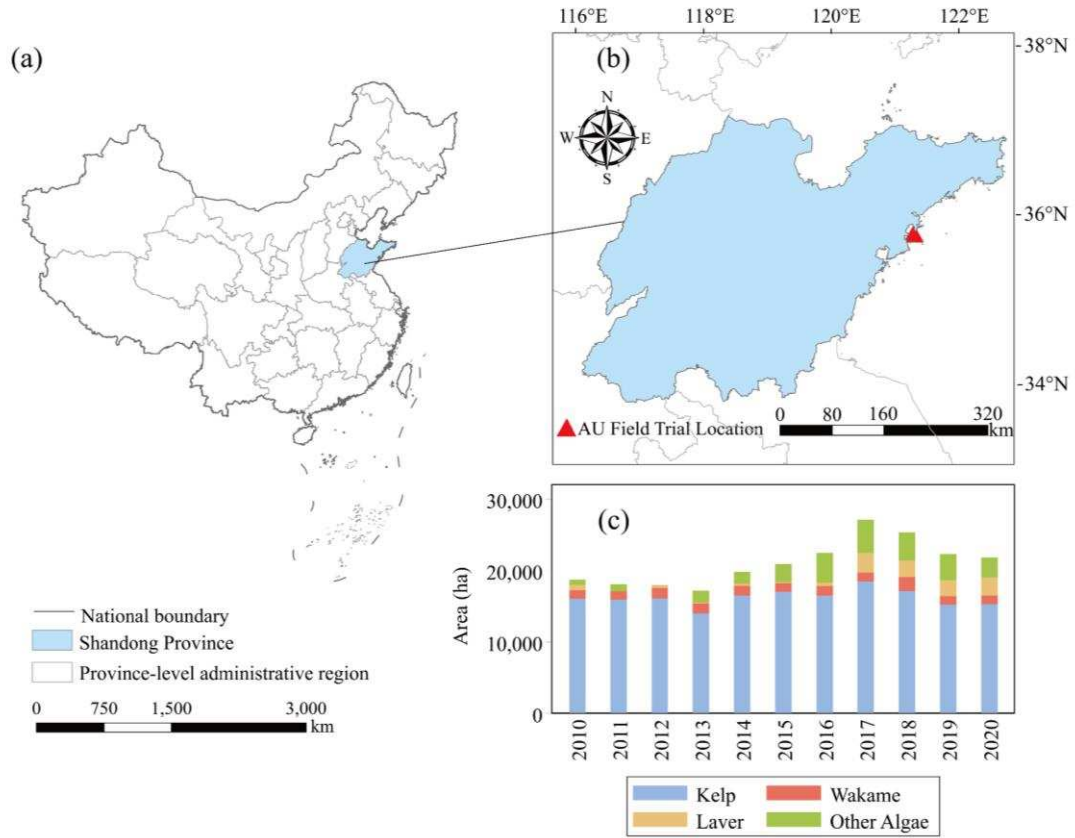 (a)
National boundary
Shandong Province
Province-level administrative region
0 750 1,500 3,000
km
116°E 118°E 120°E 122°E
(b)
N
W E
S
38°N
36°N
34°N
AU Field Trial Location
0 80 160 320
km
(c)
Area (ha)
30,000
20,000
10,000
0
2010 2011 2012 2013 2014 2015 2016 2017 2018 2019 2020
Kelp Wakame
Laver Other Algae